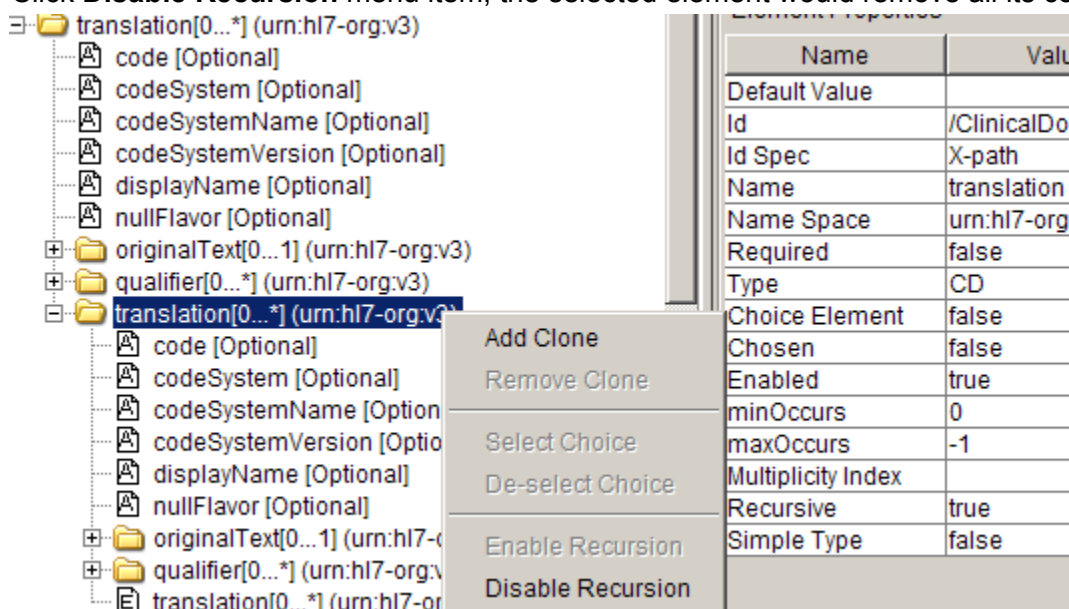 Click Disable Recursion menu item, the selected element would remove all its
translation[0...*] (urn:hl7-org:v3)
code [Optional]
codeSystem [Optional]
codeSystemName [Optional]
codeSystemVersion [Optional]
displayName [Optional]
nullFlavor [Optional]
originalText[0...1] (urn:hl7-org:v3)
qualifier[0...*] (urn:hl7-org:v3)
translation[0...*] (urn:hl7-org:v3)
code [Optional]
codeSystem [Optional]
codeSystemName [Option
codeSystemVersion [Optio
displayName [Optional]
nullFlavor [Optional]
originalText[0...1] (urn:hl7-
qualifier[0...*] (urn:hl7-org:v
translation[0...*] (urn:hl7-or
Add Clone
Remove Clone
Select Choice
De-select Choice
Enable Recursion
Disable Recursion
Element Properties
Name Valu
Default Value
Id /ClinicalDo
Id Spec X-path
Name translation
Name Space urn:hl7-org
Required false
Type CD
Choice Element false
Chosen false
Enabled true
minOccurs 0
maxOccurs -1
Multiplicity Index
Recursive true
Simple Type false